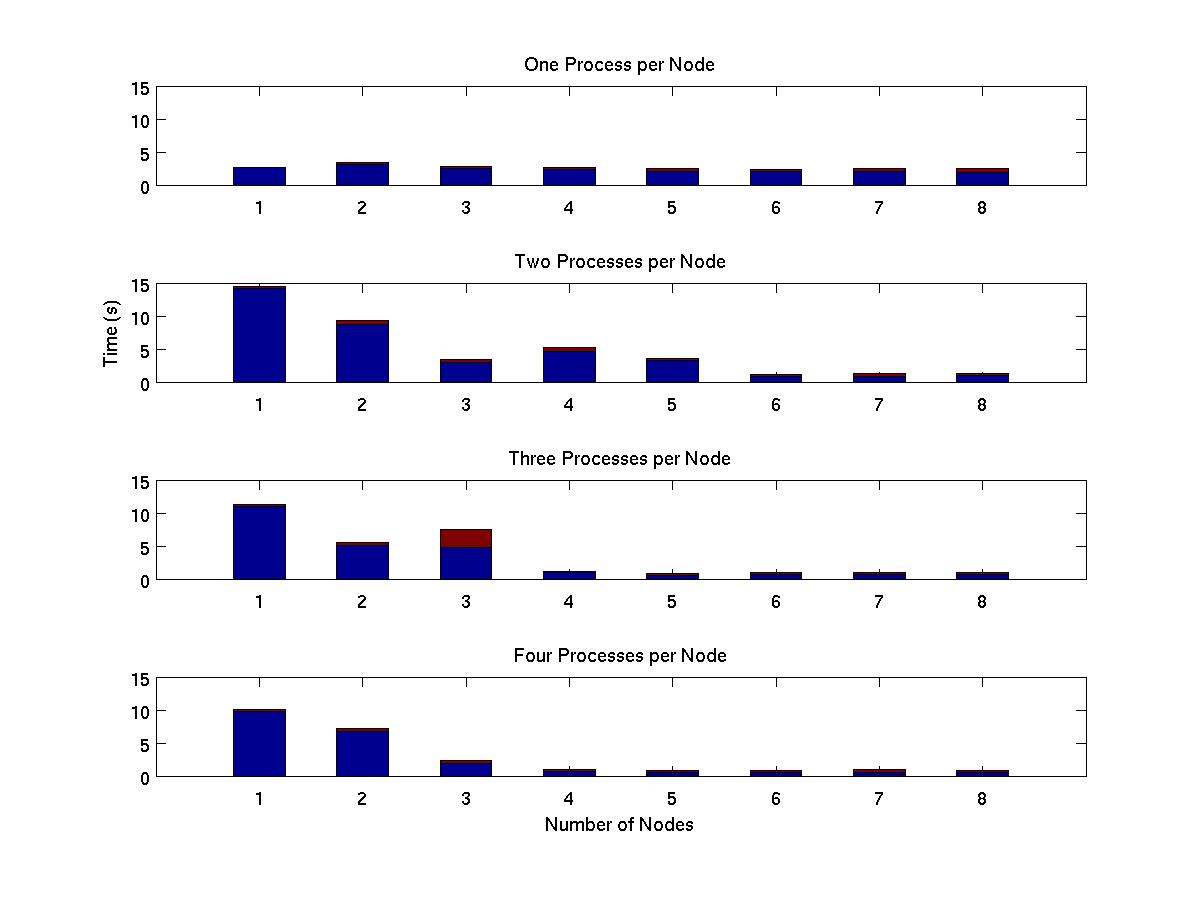 One Process per Node
15
10
5
0
1 2 3 4 5 6 7 8
Two Processes per Node
Time (s)
15
10
5
0
1 2 3 4 5 6 7 8
Three Processes per Node
15
10
5
0
1 2 3 4 5 6 7 8
Four Processes per Node
15
10
5
0
1 2 3 4 5 6 7 8
Number of Nodes